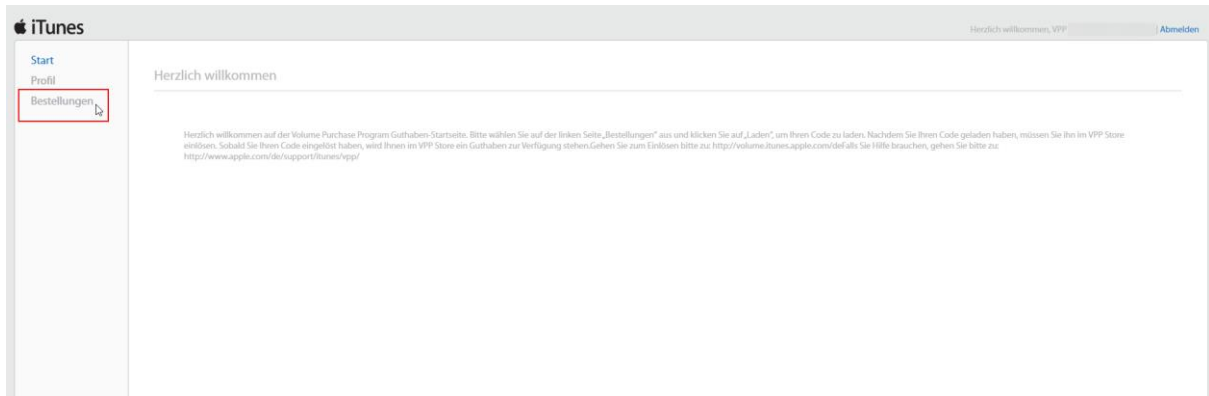 iTunes
Herzlich willkommen, VPP | Abmelden
Start
Profil
Bestellungen
Herzlich willkommen
Herzlich willkommen auf der Volume Purchase Program Guthaben-Startseite. Bitte wählen Sie auf der linken Seite „Bestellungen" aus und klicken Sie auf „Laden", um Ihren Code zu laden. Nachdem Sie Ihren Code geladen haben, müssen Sie ihn im VPP Store
einlösen. Sobald Sie Ihren Code eingelöst haben, wird Ihnen im VPP Store ein Guthaben zur Verfügung stehen.Gehen Sie zum Einlösen bitte zu: http://volume.itunes.apple.com/deFalls Sie Hilfe brauchen, gehen Sie bitte zu:
http://www.apple.com/de/support/itunes/vpp/